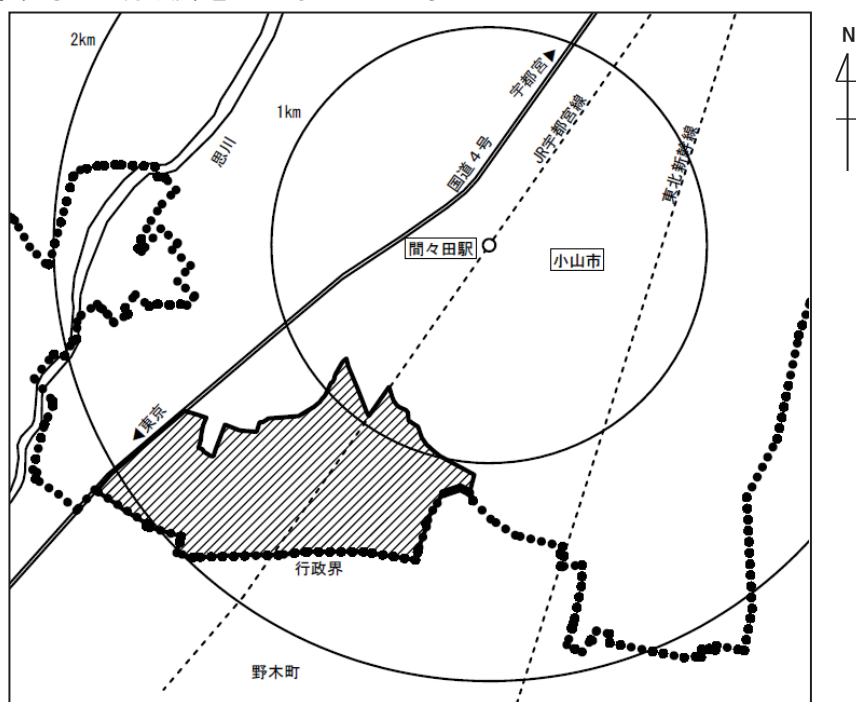 2km
1km
N
宇都宮▶
国道4号
JR宇都宮線
東北新幹線
思川
間々田駅
小山市
◀東京
行政界
野木町